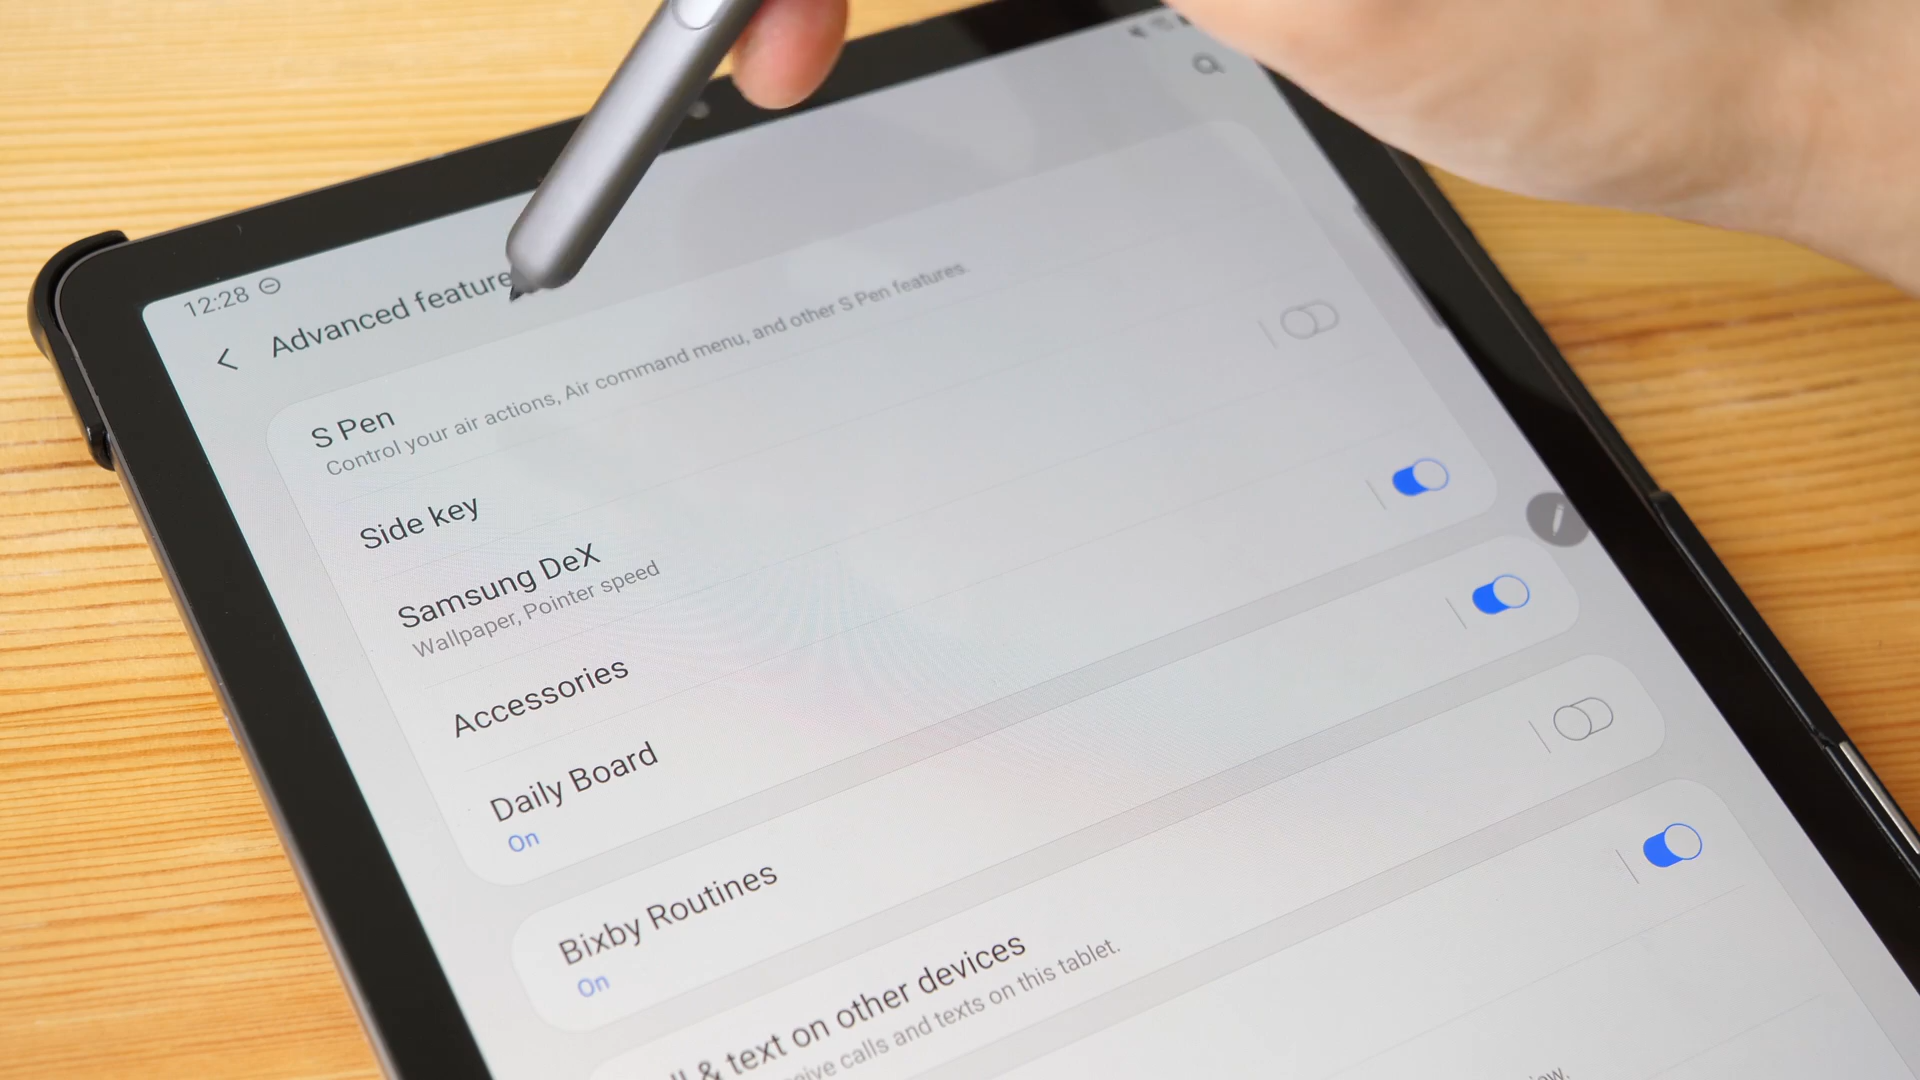 12:28
Advanced feature
S Pen
Control your air actions, Air command menu, and other S Pen features.
Side key
Samsung DeX
Wallpaper, Pointer speed
Accessories
Daily Board
On
Bixby Routines
On
& text on other devices
calls and texts on this tablet.